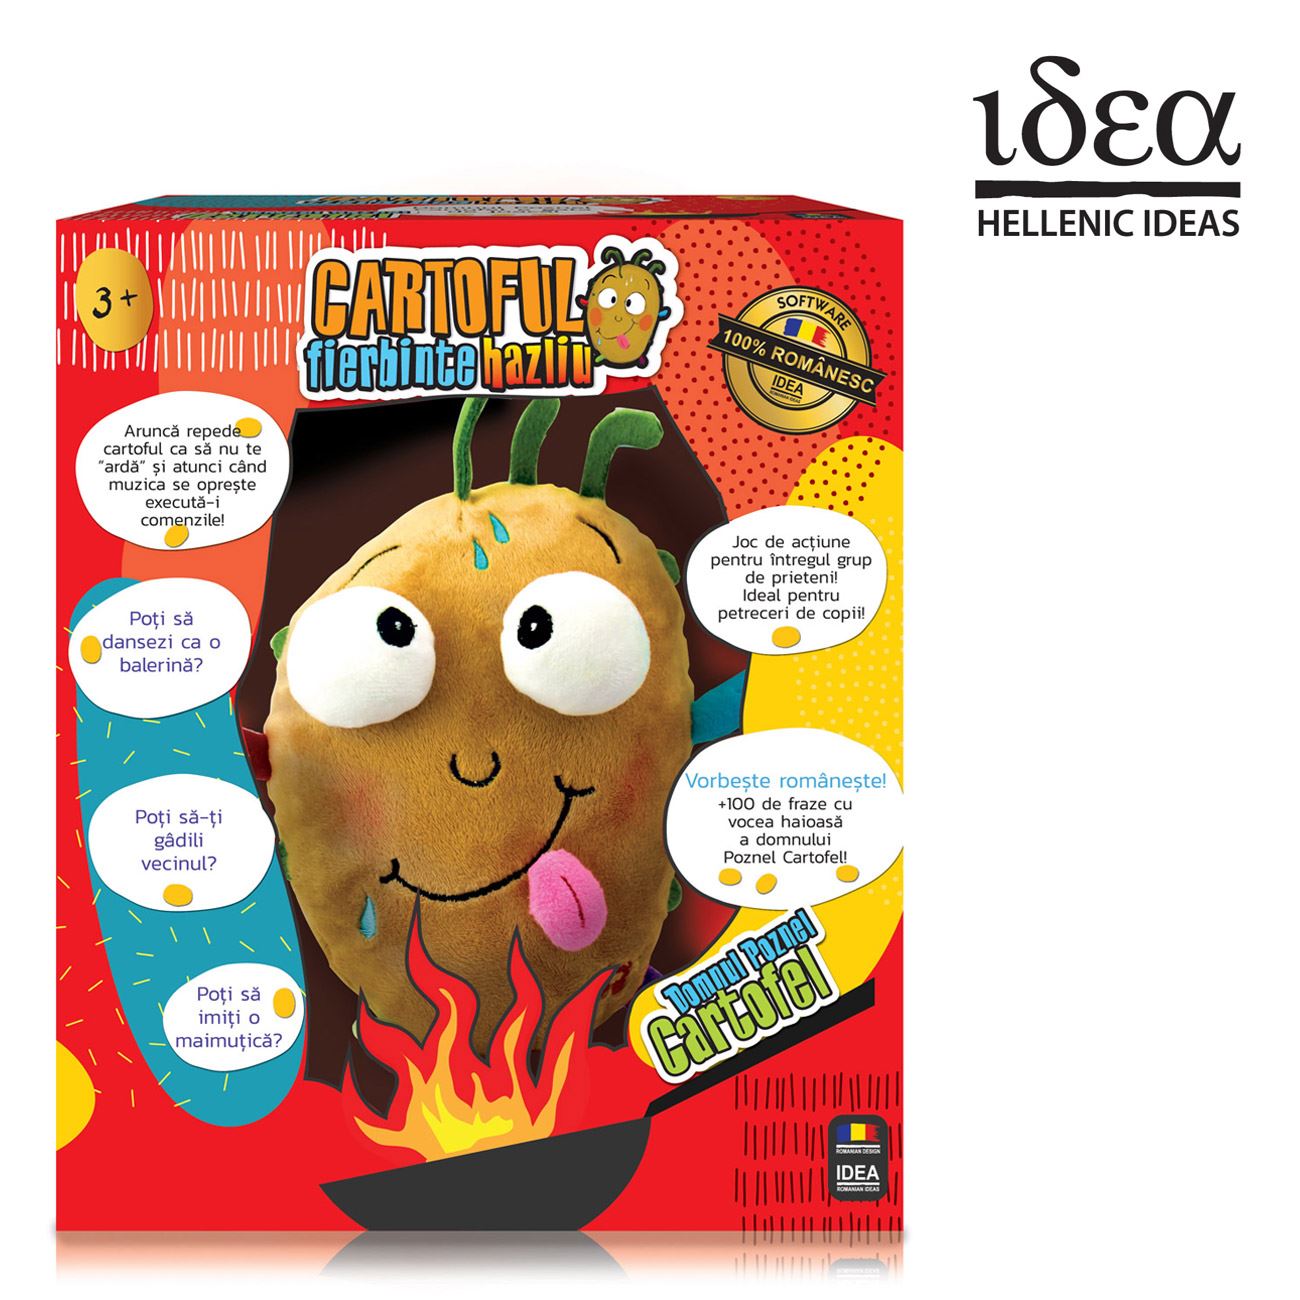 ιδεα
HELLENIC IDEAS
3+
CARTOFUL
fierbinte hazliu
SOFTWARE
100% ROMÂNESC
IDEA
ROMANIAN IDEAS
Aruncă repede
cartoful ca să nu te
“ardă” și atunci când
muzica se oprește
execută-i
comenzile!
Joc de acțiune
pentru întregul grup
de prieteni!
Ideal pentru
petreceri de copii!
Poți să
dansezi ca o
balerină?
Vorbește românește!
+100 de fraze cu
vocea haioasă
a domnului
Poznel Cartofel!
Poți să-ți
gâdili
vecinul?
Poți să
imiți o
maimuțică?
Domnul Poznel
Cartofel
ROMANIAN DESIGN
IDEA
ROMANIAN IDEAS